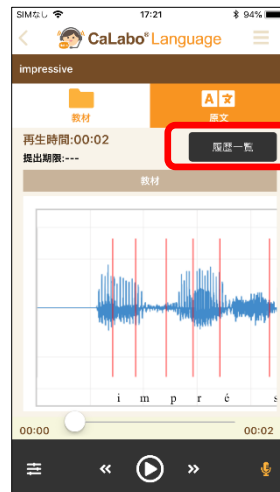 SIMなし 17:21 94%
CaLabo® Language
impressive
教材 原文
再生時間:00:02
提出期限:---
履歴一覧
教材
i m p r é s
00:00 00:02